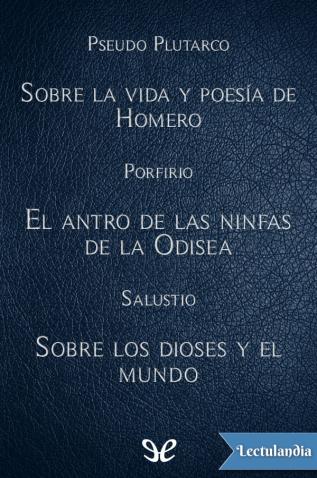 Pseudo Plutarco
Sobre la vida y poesía de
Homero
Porfirio
El antro de las ninfas
de la Odisea
Salustio
Sobre los dioses y el
mundo
Lectulandia